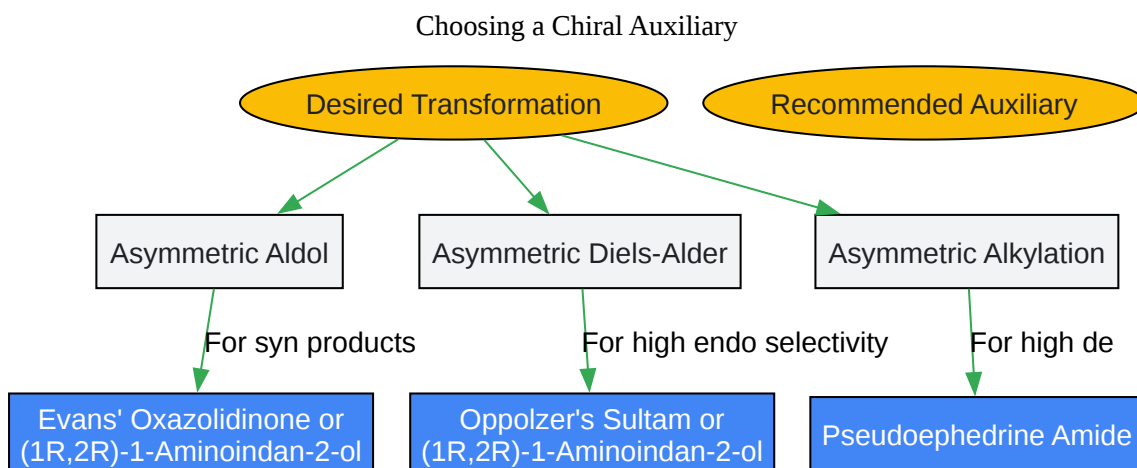 Choosing a Chiral Auxiliary
Desired Transformation
Recommended Auxiliary
Asymmetric Aldol
Asymmetric Diels-Alder
Asymmetric Alkylation
For syn products
For high endo selectivity
For high de
Evans' Oxazolidinone or
(1R,2R)-1-Aminoindan-2-ol
Oppolzer's Sultam or
(1R,2R)-1-Aminoindan-2-ol
Pseudoephedrine Amide